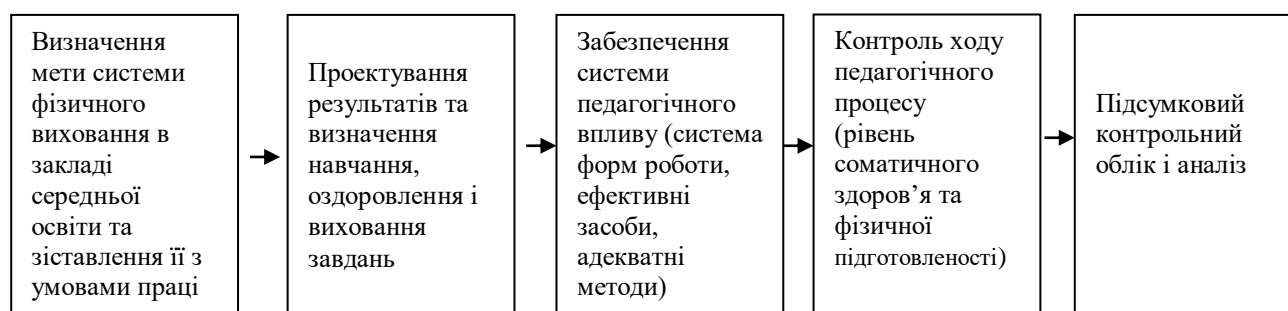 Визначення
мети системи
фізичного
виховання в
закладі
середньої
освіти та
зіставлення її з
умовами праці
Проектування
результатів та
визначення
навчання,
оздоровлення і
виховання
завдань
Забезпечення
системи
педагогічного
впливу (система
форм роботи,
ефективні
засоби,
адекватні
методи)
Контроль ходу
педагогічного
процесу
(рівень
соматичного
здоров’я та
фізичної
підготовленості)
Підсумковий
контрольний
облік і аналіз